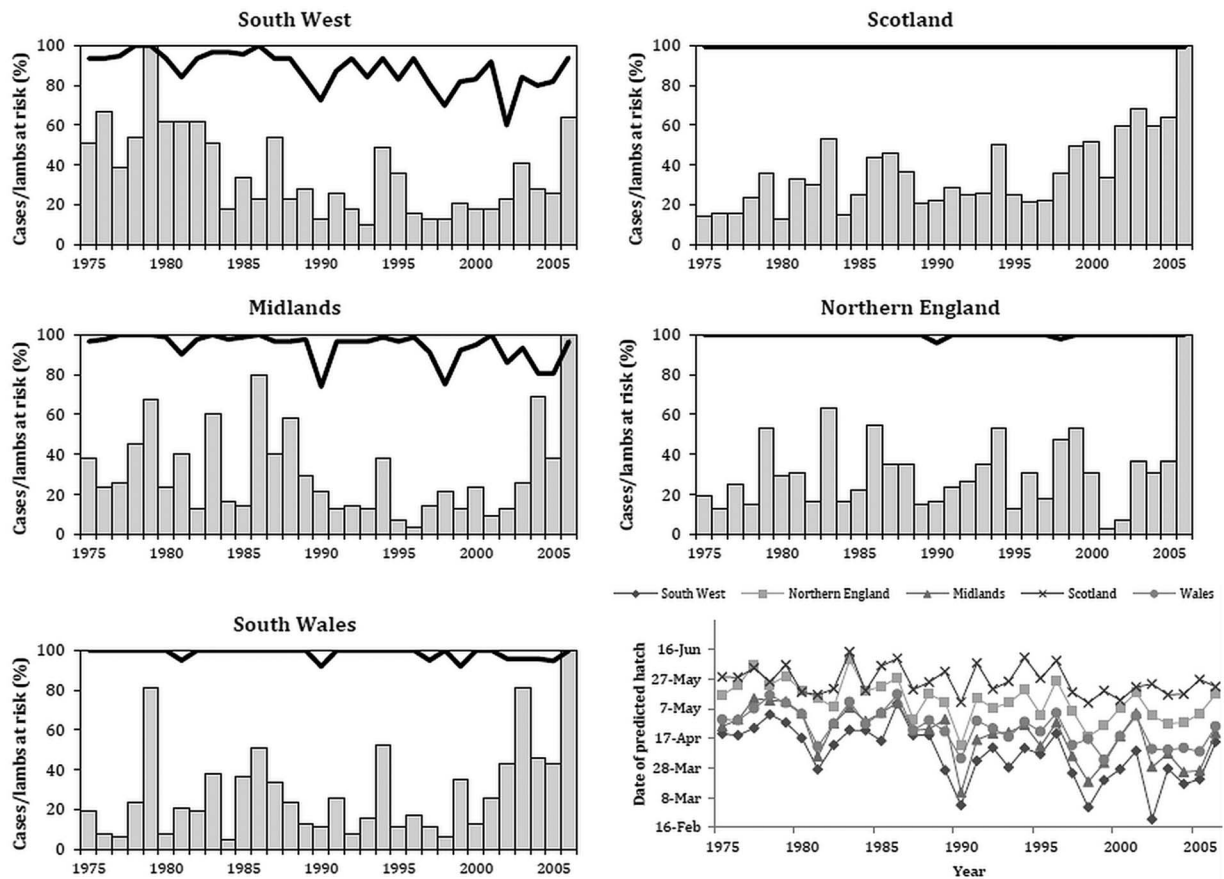 South West
Cases/lambs at risk (%)
100
80
60
40
20
0
1975 1980 1985 1990 1995 2000 2005
Scotland
Cases/lambs at risk (%)
100
80
60
40
20
0
1975 1980 1985 1990 1995 2000 2005
Midlands
Cases/lambs at risk (%)
100
80
60
40
20
0
1975 1980 1985 1990 1995 2000 2005
Northern England
Cases/lambs at risk (%)
100
80
60
40
20
0
1975 1980 1985 1990 1995 2000 2005
South Wales
Cases/lambs at risk (%)
100
80
60
40
20
0
1975 1980 1985 1990 1995 2000 2005
South West Northern England Midlands Scotland Wales
Date of predicted hatch
16-Jun
27-May
7-May
17-Apr
28-Mar
8-Mar
16-Feb
1975 1980 1985 1990 1995 2000 2005
Year